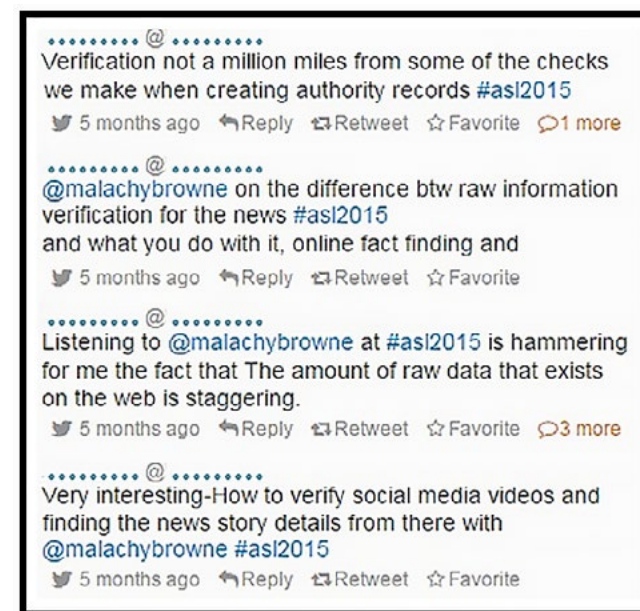 ......... @ .........
Verification not a million miles from some of the checks
we make when creating authority records #asl2015
5 months ago Reply Retweet Favorite 1 more
......... @ .........
@malachybrowne on the difference btw raw information
verification for the news #asl2015
and what you do with it, online fact finding and
5 months ago Reply Retweet Favorite
......... @ .........
Listening to @malachybrowne at #asl2015 is hammering
for me the fact that The amount of raw data that exists
on the web is staggering.
5 months ago Reply Retweet Favorite 3 more
......... @ .........
Very interesting-How to verify social media videos and
finding the news story details from there with
@malachybrowne #asl2015
5 months ago Reply Retweet Favorite